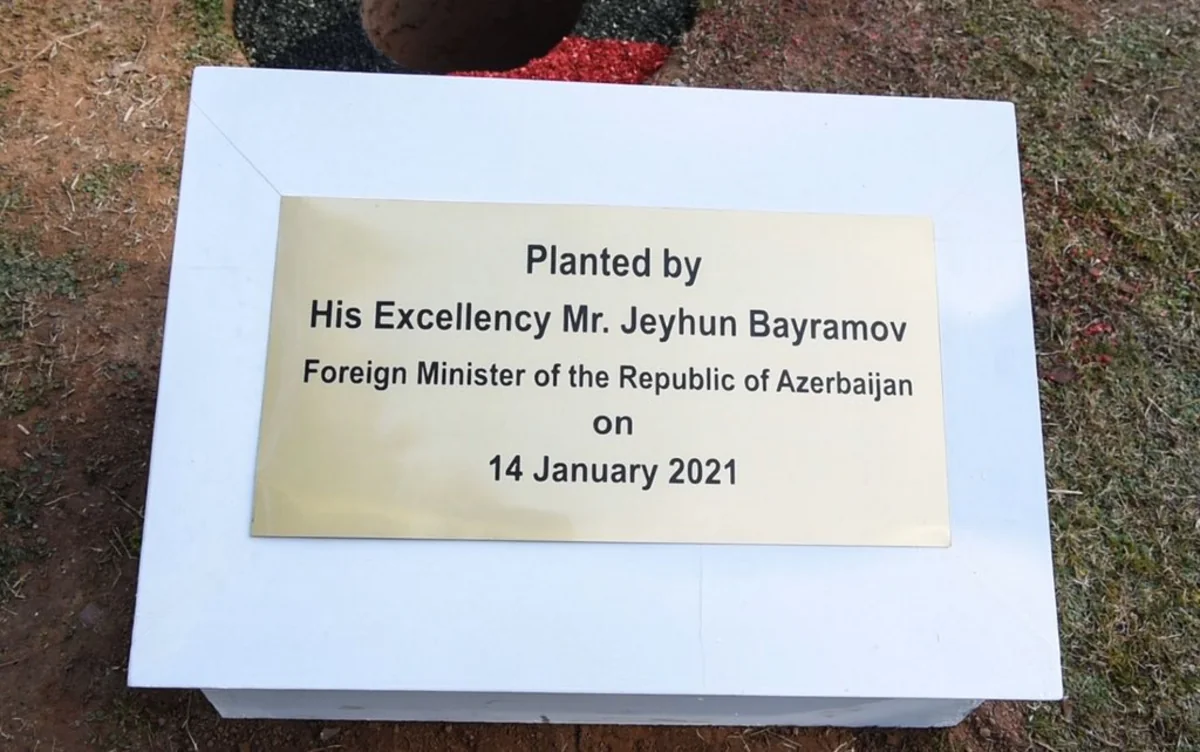 Planted by
His Excellency Mr. Jeyhun Bayramov
Foreign Minister of the Republic of Azerbaijan
on
14 January 2021